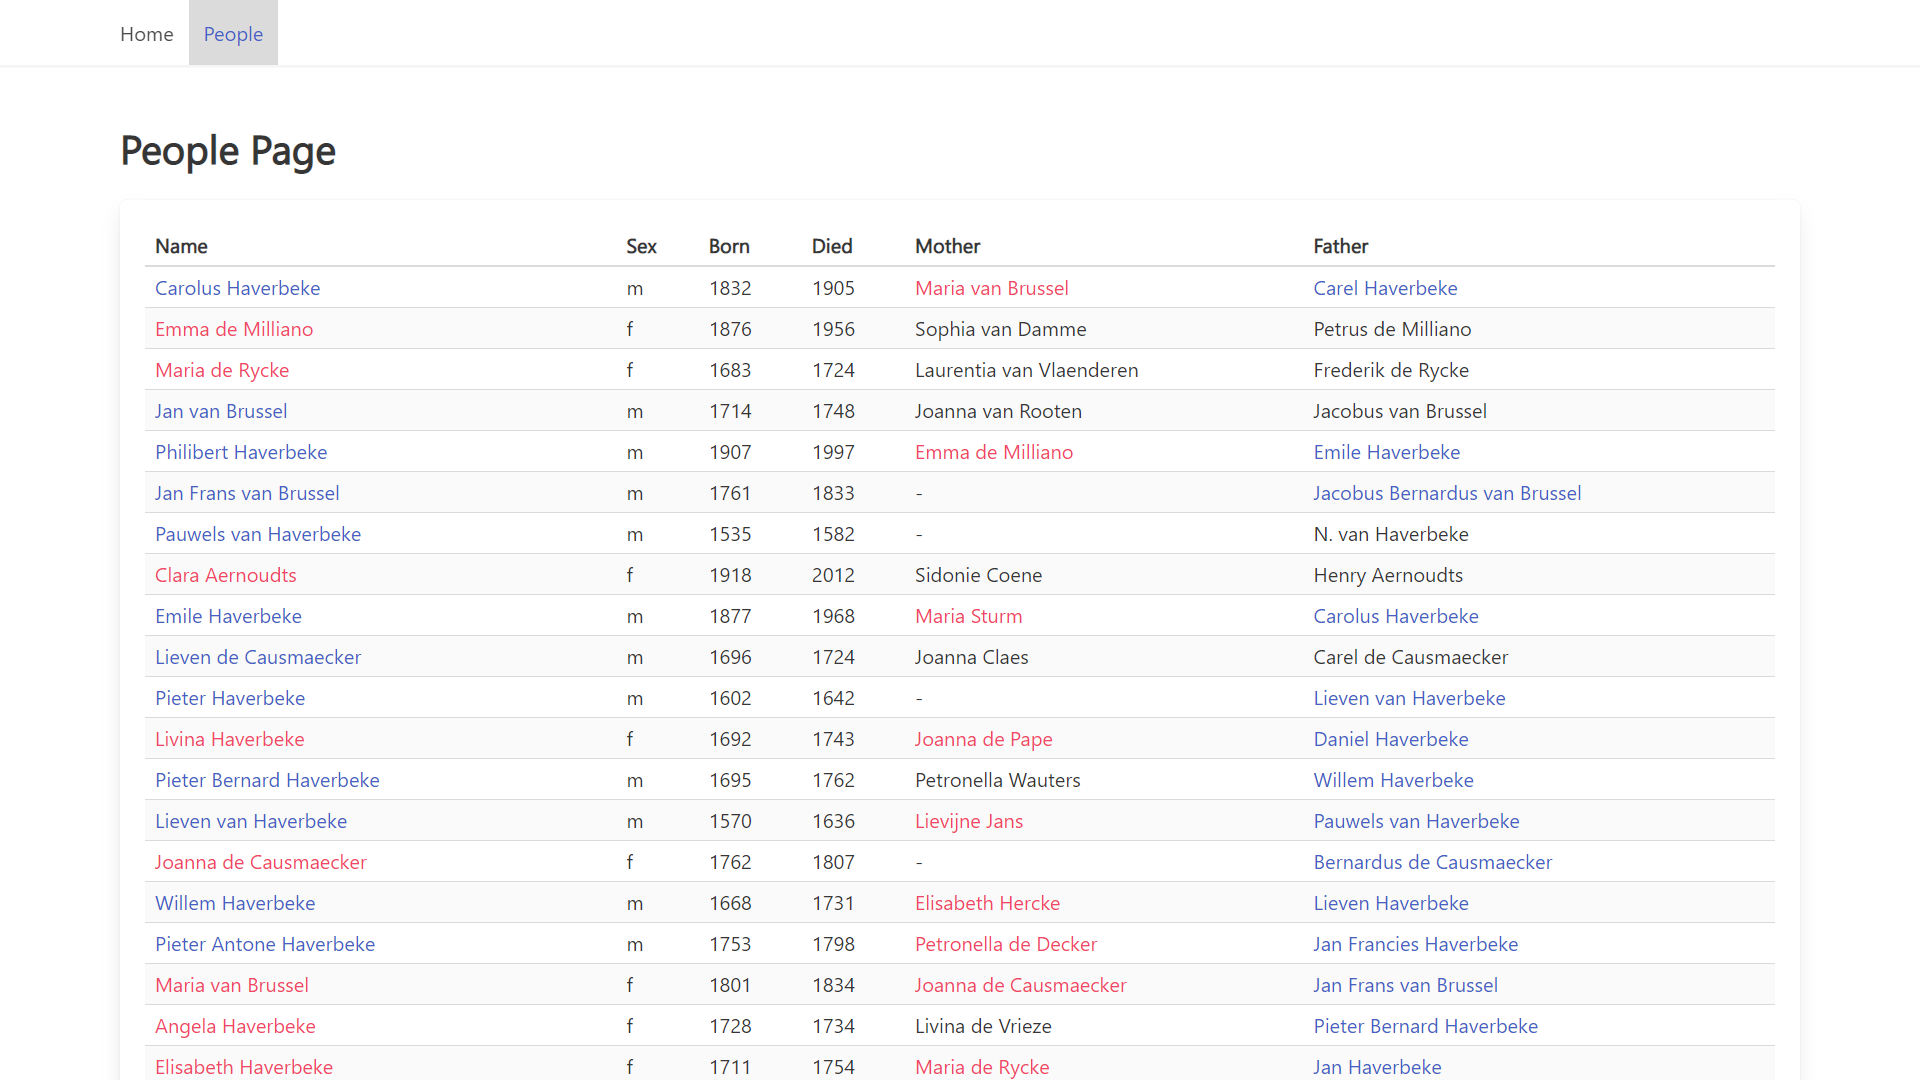 Home People
People Page
Name Sex Born Died Mother Father
Carolus Haverbeke m 1832 1905 Maria van Brussel Carel Haverbeke
Emma de Milliano f 1876 1956 Sophia van Damme Petrus de Milliano
Maria de Rycke f 1683 1724 Laurentia van Vlaenderen Frederik de Rycke
Jan van Brussel m 1714 1748 Joanna van Rooten Jacobus van Brussel
Philibert Haverbeke m 1907 1997 Emma de Milliano Emile Haverbeke
Jan Frans van Brussel m 1761 1833 - Jacobus Bernardus van Brussel
Pauwels van Haverbeke m 1535 1582 - N. van Haverbeke
Clara Aernoudts f 1918 2012 Sidonie Coene Henry Aernoudts
Emile Haverbeke m 1877 1968 Maria Sturm Carolus Haverbeke
Lieven de Causmaecker m 1696 1724 Joanna Claes Carel de Causmaecker
Pieter Haverbeke m 1602 1642 - Lieven van Haverbeke
Livina Haverbeke f 1692 1743 Joanna de Pape Daniel Haverbeke
Pieter Bernard Haverbeke m 1695 1762 Petronella Wauters Willem Haverbeke
Lieven van Haverbeke m 1570 1636 Lievijne Jans Pauwels van Haverbeke
Joanna de Causmaecker f 1762 1807 - Bernardus de Causmaecker
Willem Haverbeke m 1668 1731 Elisabeth Hercke Lieven Haverbeke
Pieter Antone Haverbeke m 1753 1798 Petronella de Decker Jan Francies Haverbeke
Maria van Brussel f 1801 1834 Joanna de Causmaecker Jan Frans van Brussel
Angela Haverbeke f 1728 1734 Livina de Vrieze Pieter Bernard Haverbeke
Elisabeth Haverbeke f 1711 1754 Maria de Rycke Jan Haverbeke